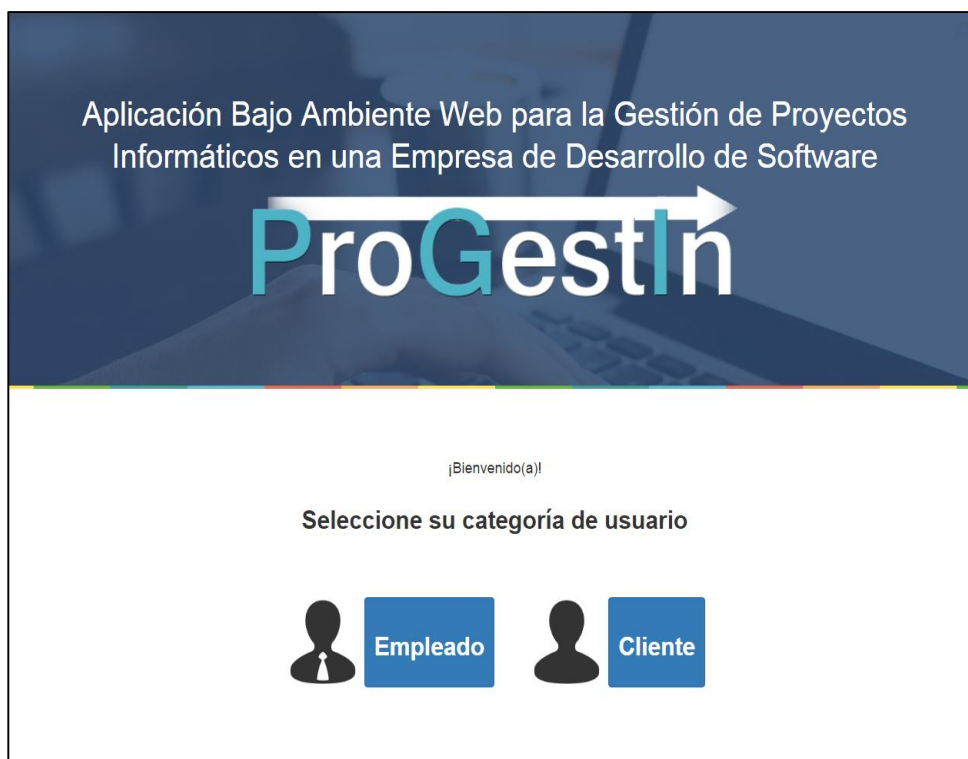 Aplicación Bajo Ambiente Web para la Gestión de Proyectos
Informáticos en una Empresa de Desarrollo de Software
ProGestIn
¡Bienvenido(a)!
Seleccione su categoría de usuario
Empleado
Cliente